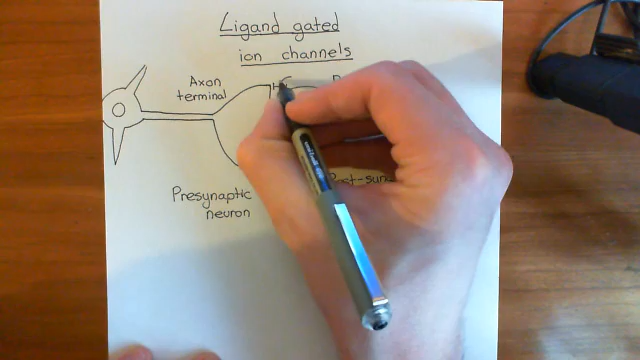 Ligand gated
ion channels
Axon
terminal
Presynaptic
neuron